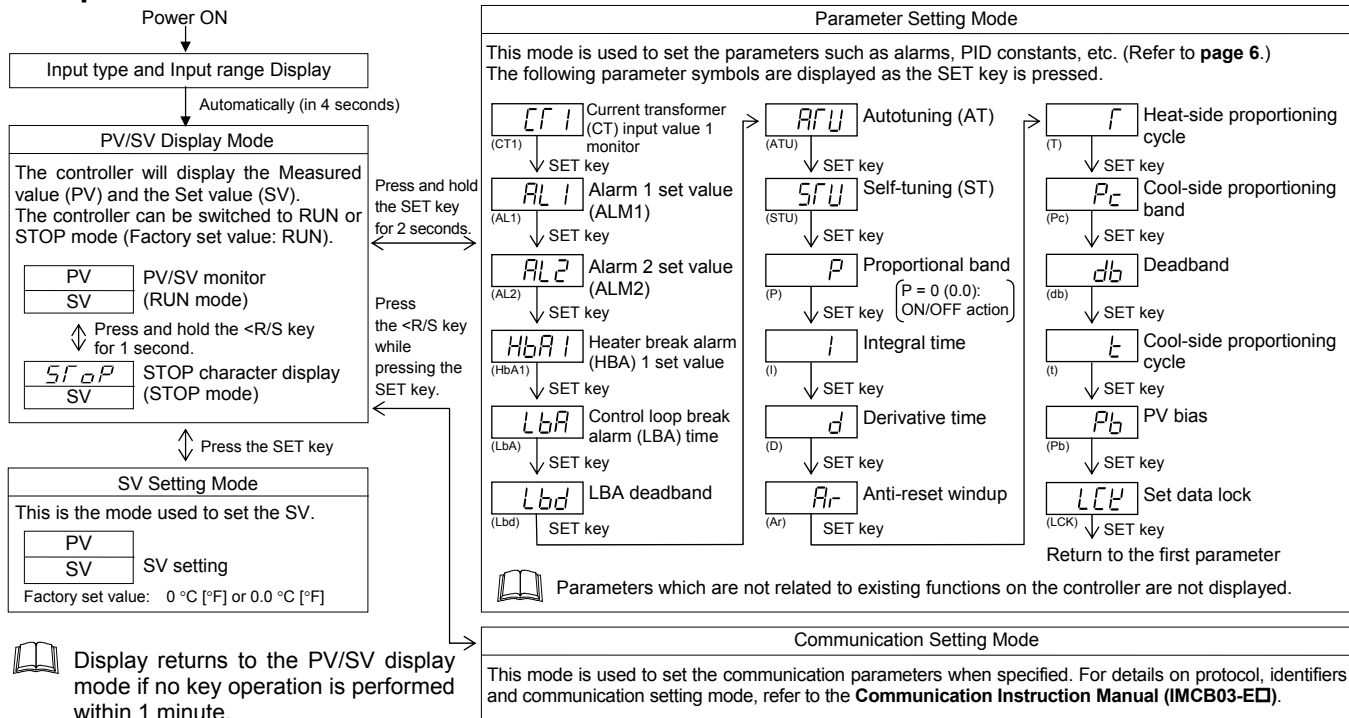 Power ON
Input type and Input range Display
Automatically (in 4 seconds)
PV/SV Display Mode
The controller will display the Measured
value (PV) and the Set value (SV).
The controller can be switched to RUN or
STOP mode (Factory set value: RUN).
PV
SV
PV/SV monitor
(RUN mode)
Press and hold the <R/S key
for 1 second.
SToP
SV
STOP character display
(STOP mode)
Press the SET key
SV Setting Mode
This is the mode used to set the SV.
PV
SV
SV setting
Factory set value: 0 °C [°F] or 0.0 °C [°F]
Display returns to the PV/SV display
mode if no key operation is performed
within 1 minute.
Press and hold
the SET key
for 2 seconds.
Press
the <R/S key
while
pressing the
SET key.
Parameter Setting Mode
This mode is used to set the parameters such as alarms, PID constants, etc. (Refer to page 6.)
The following parameter symbols are displayed as the SET key is pressed.
CT1
(CT1)
Current transformer
(CT) input value 1
monitor
SET key
AL1
(AL1)
Alarm 1 set value
(ALM1)
SET key
AL2
(AL2)
Alarm 2 set value
(ALM2)
SET key
HbA1
(HbA1)
Heater break alarm
(HBA) 1 set value
SET key
LbA
(LbA)
Control loop break
alarm (LBA) time
SET key
Lbd
(Lbd)
LBA deadband
SET key
ATU
(ATU)
Autotuning (AT)
SET key
STU
(STU)
Self-tuning (ST)
SET key
P
(P)
Proportional band
P = 0 (0.0):
ON/OFF action
SET key
I
(I)
Integral time
SET key
d
(D)
Derivative time
SET key
Ar
(Ar)
Anti-reset windup
SET key
T
(T)
Heat-side proportioning
cycle
SET key
Pc
(Pc)
Cool-side proportioning
band
SET key
db
(db)
Deadband
SET key
t
(t)
Cool-side proportioning
cycle
SET key
Pb
(Pb)
PV bias
SET key
LCK
(LCK)
Set data lock
SET key
Return to the first parameter
Parameters which are not related to existing functions on the controller are not displayed.
Communication Setting Mode
This mode is used to set the communication parameters when specified. For details on protocol, identifiers
and communication setting mode, refer to the Communication Instruction Manual (IMCB03-E□).